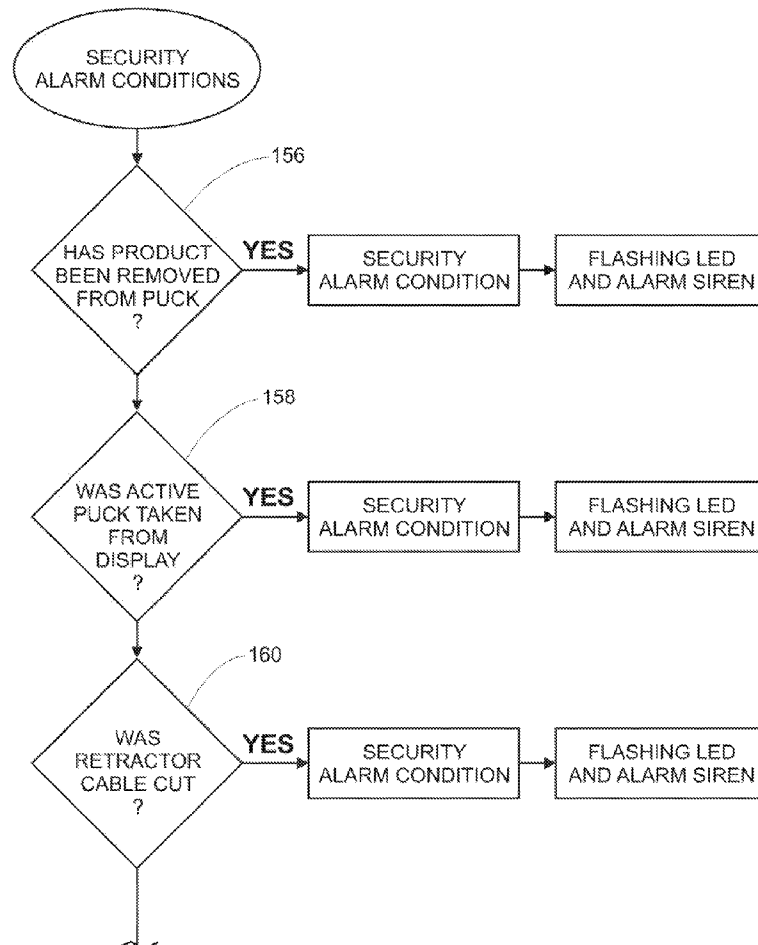 SECURITY
ALARM CONDITIONS
156
HAS PRODUCT
BEEN REMOVED
FROM PUCK
?
YES
SECURITY
ALARM CONDITION
FLASHING LED
AND ALARM SIREN
158
WAS ACTIVE
PUCK TAKEN
FROM
DISPLAY
?
YES
SECURITY
ALARM CONDITION
FLASHING LED
AND ALARM SIREN
160
WAS
RETRACTOR
CABLE CUT
?
YES
SECURITY
ALARM CONDITION
FLASHING LED
AND ALARM SIREN